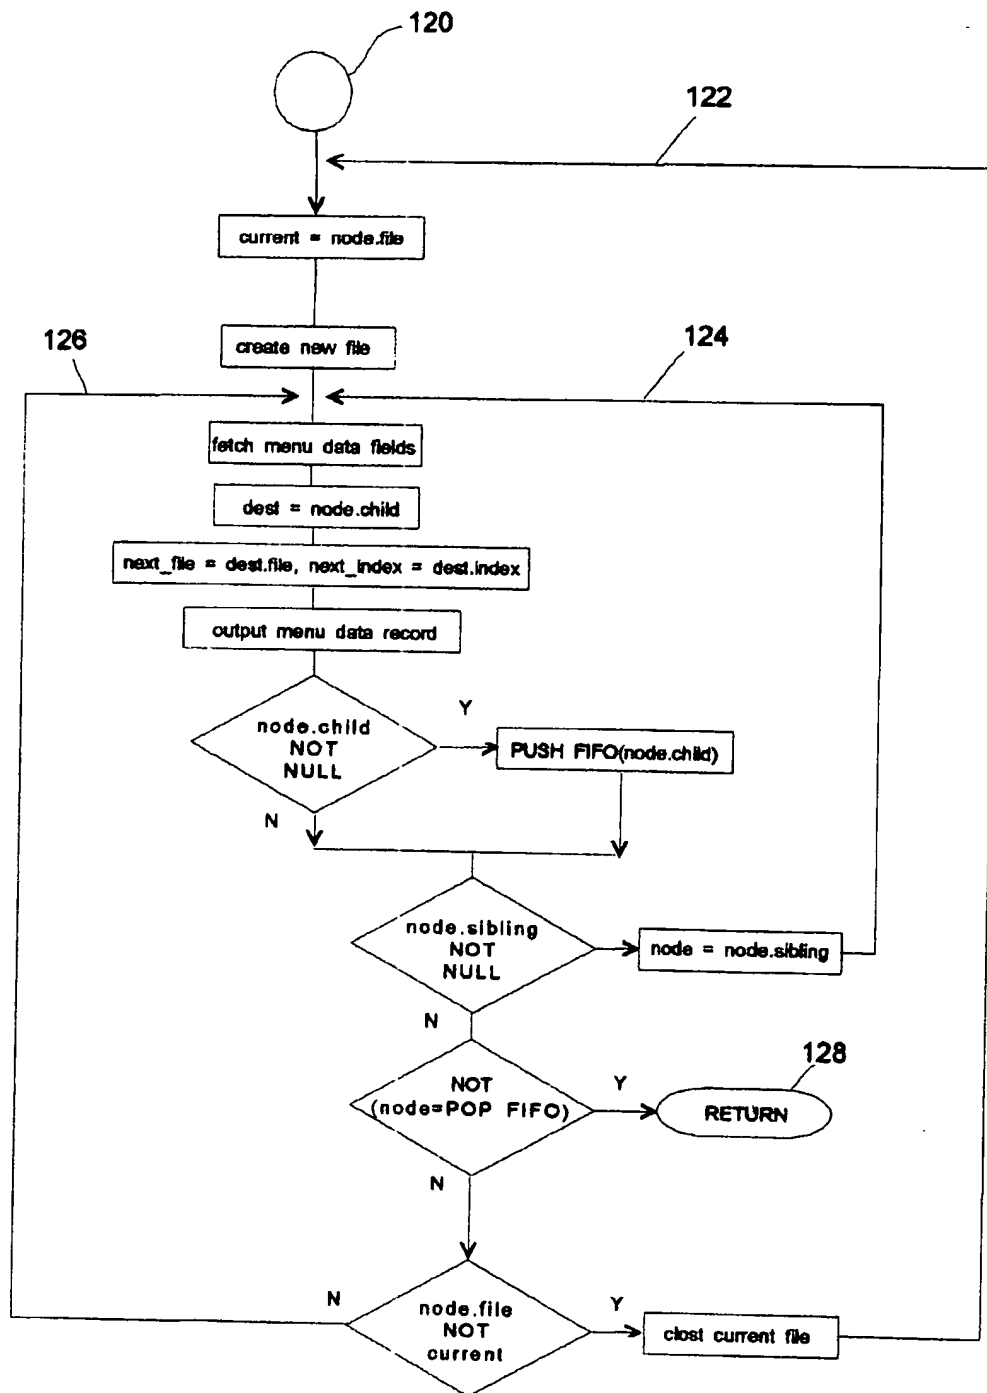 120
122
current = node.file
126
create new file
124
fetch menu data fields
dest = node.child
next_file = dest.file, next_index = dest.index
output menu data record
node.child
NOT
NULL
Y
PUSH FIFO(node.child)
N
node.sibling
NOT
NULL
node = node.sibling
N
NOT
(node=POP FIFO)
Y
128
RETURN
N
N
node.file
NOT
current
Y
clost current file